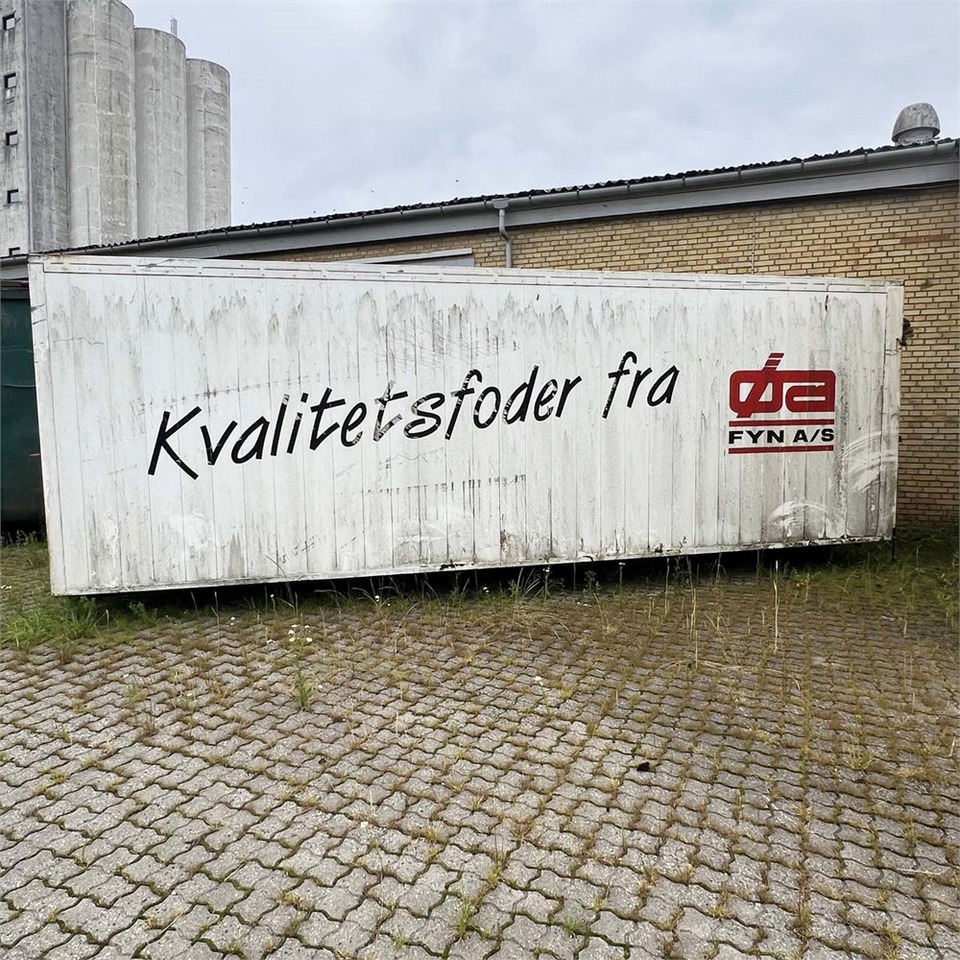 Kvalitetsfoder fra
Øa
FYN A/S